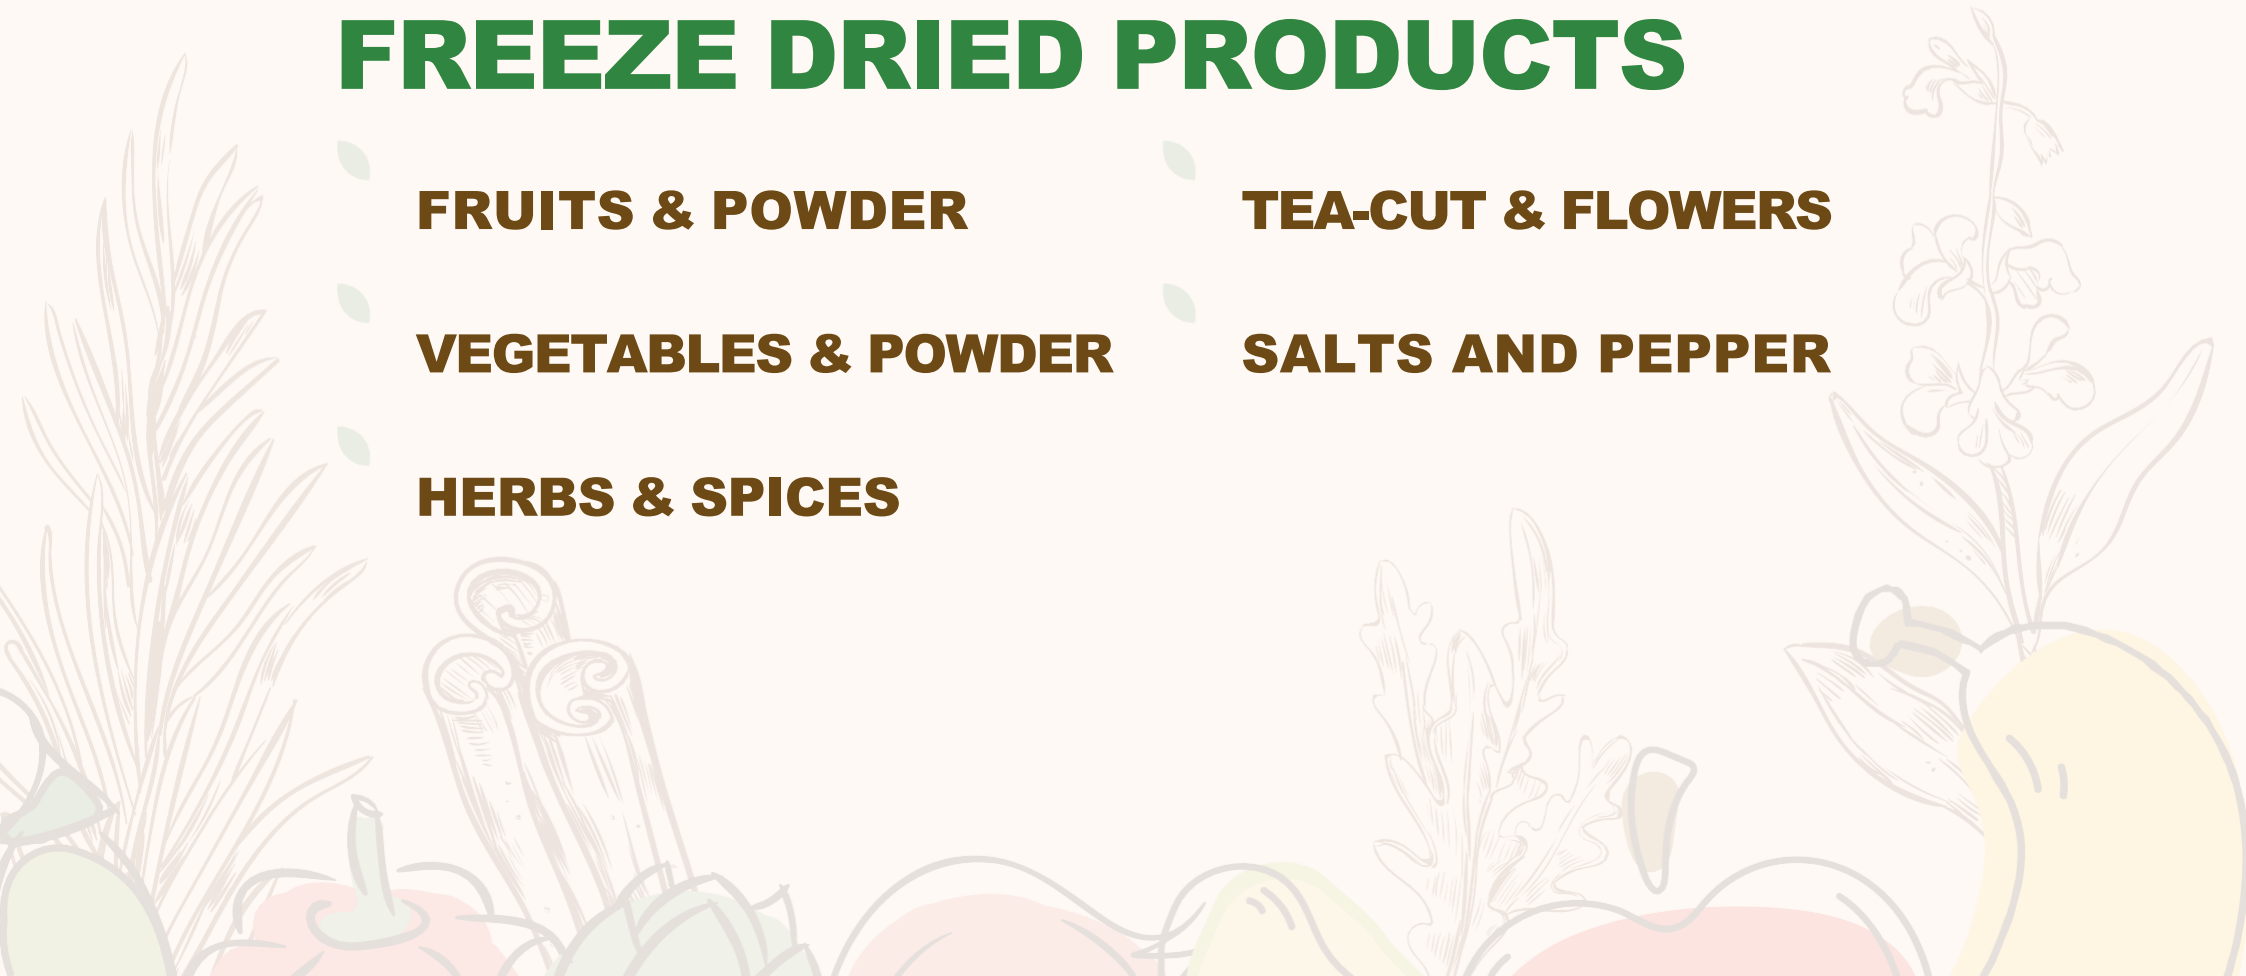 FREEZE DRIED PRODUCTS
FRUITS & POWDER
VEGETABLES & POWDER
HERBS & SPICES
TEA-CUT & FLOWERS
SALTS AND PEPPER